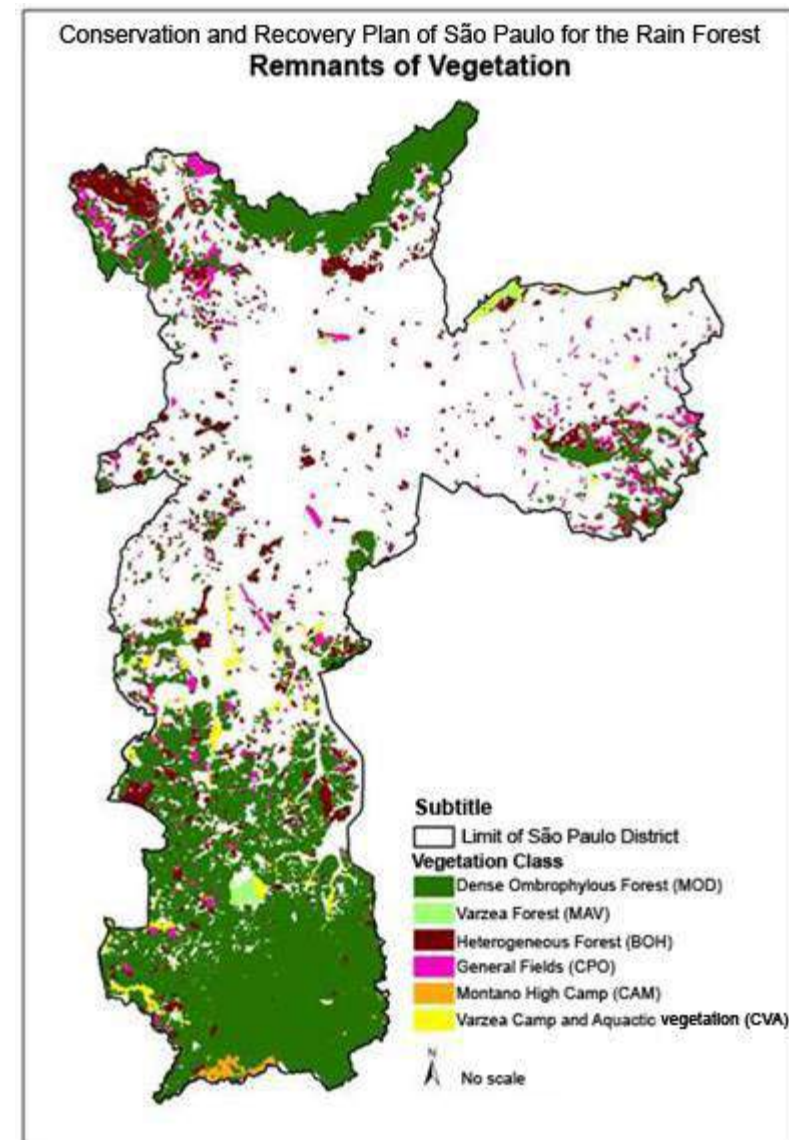 Conservation and Recovery Plan of São Paulo for the Rain Forest
Remnants of Vegetation
Subtitle
Limit of São Paulo District
Vegetation Class
Dense Ombrophylous Forest (MOD)
Varzea Forest (MAV)
Heterogeneous Forest (BOH)
General Fields (CPO)
Montano High Camp (CAM)
Varzea Camp and Aquactic vegetation (CVA)
N
No scale